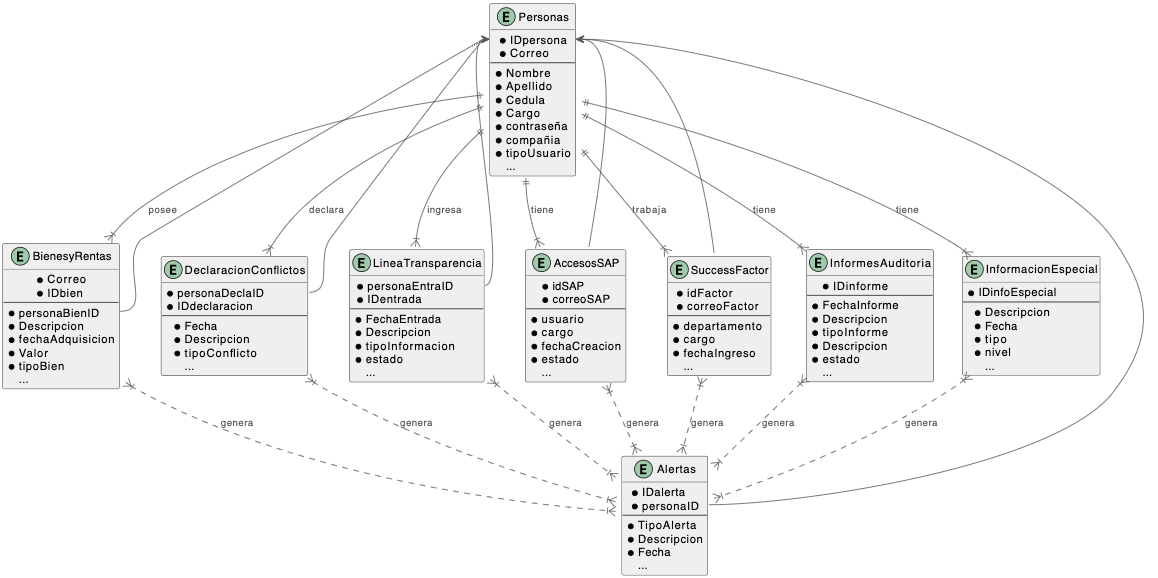 E Personas
IDpersona
Correo
Nombre
Apellido
Cedula
Cargo
contraseña
compañia
tipoUsuario
...
posee
declara
ingresa
tiene
trabaja
tiene
tiene
E BienesyRentas
Correo
IDbien
personaBienID
Descripcion
fechaAdquisicion
Valor
tipoBien
...
E DeclaracionConflictos
personaDeclaID
IDdeclaracion
Fecha
Descripcion
tipoConflicto
...
E LineaTransparencia
personaEntraID
IDentrada
FechaEntrada
Descripcion
tipoInformacion
estado
...
E AccesosSAP
idSAP
correoSAP
usuario
cargo
fechaCreacion
estado
...
E SuccessFactor
idFactor
correoFactor
departamento
cargo
fechaIngreso
...
E InformesAuditoria
IDinforme
FechaInforme
Descripcion
tipoInforme
Descripcion
estado
...
E InformacionEspecial
IDinfoEspecial
Descripcion
Fecha
tipo
nivel
...
genera
genera
genera
genera
genera
genera
genera
E Alertas
IDalerta
personaID
TipoAlerta
Descripcion
Fecha
...